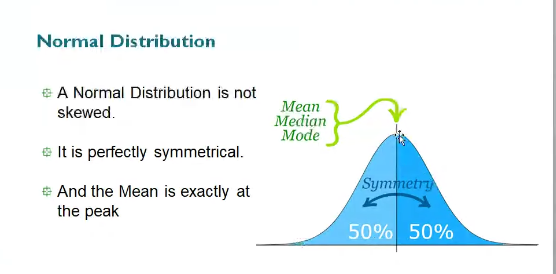 Normal Distribution
A Normal Distribution is not
skewed.
It is perfectly symmetrical.
And the Mean is exactly at
the peak
Mean
Median
Mode
Symmetry
50% 50%